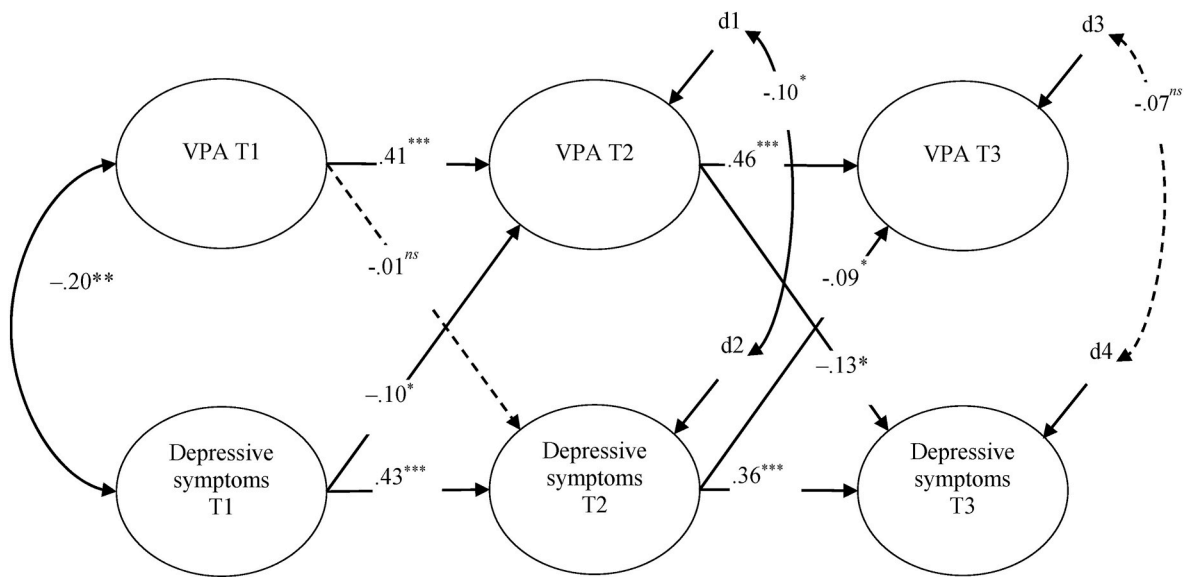 d1
d3
-.10*
-.07ns
VPA T1
.41***
VPA T2
.46***
VPA T3
–.20**
-.01ns
-.09*
d2
d4
–.13*
–.10*
Depressive
symptoms
T1
.43***
Depressive
symptoms
T2
.36***
Depressive
symptoms
T3